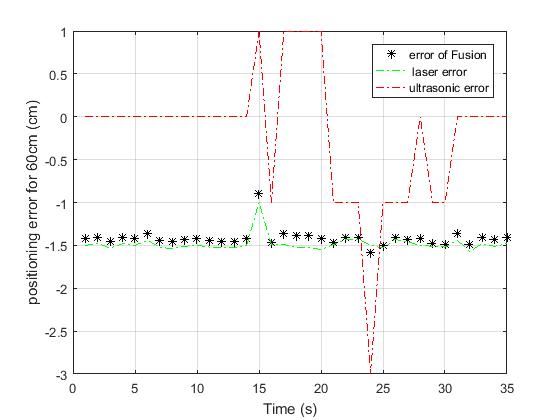 error of Fusion
laser error
ultrasonic error
positioning error for 60cm (cm)
1
0.5
0
-0.5
-1
-1.5
-2
-2.5
-3
0 5 10 15 20 25 30 35
Time (s)